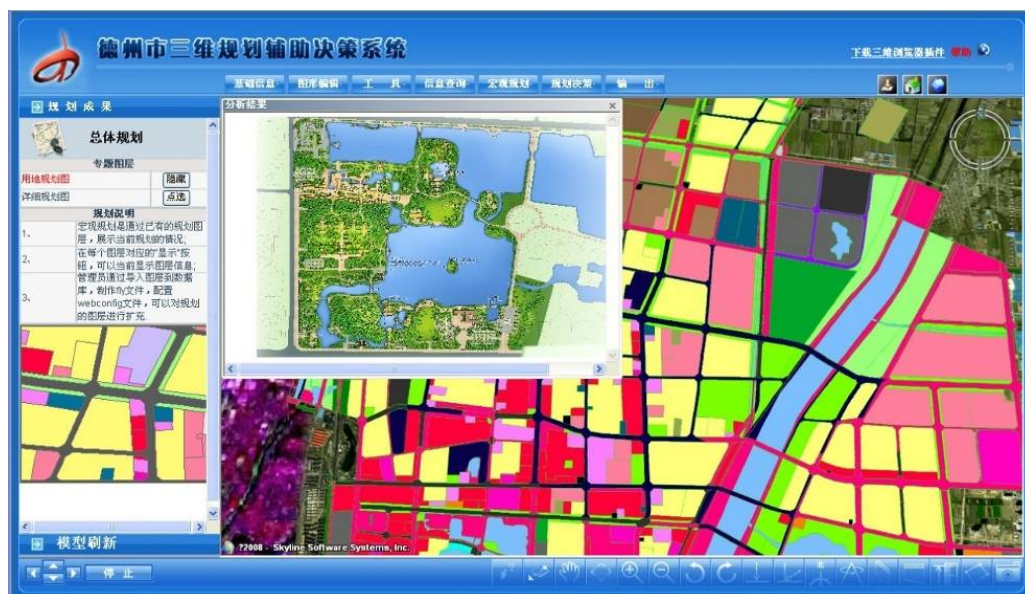 德州市三维规划辅助决策系统
下载三维浏览器插件 帮助
基础信息 图形编辑 工 具 信息查询 宏观规划 规划决策 输 出
规 划 成 果
总体规划
专题图层
用地规划图 隐藏
详细规划图 点选
规划说明
1、 宏观规划是通过已有的规划图
层，展示当前规划的情况;
2、 在每个图层对应的"显示"按
钮，可以当前显示图层信息;
3、 管理员通过导入图层到数据
库，制作fly文件，配置
webconfig文件，可以对规划
的图层进行扩充.
模型刷新
停 止
分析结果
?2008 - Skyline Software Systems, Inc.